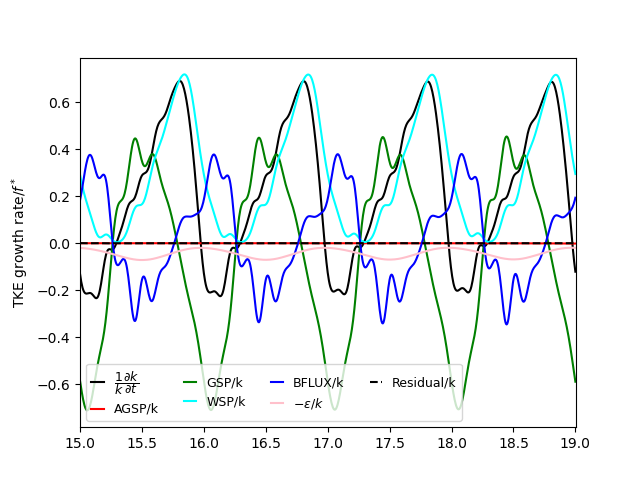 TKE growth rate/f*
0.6
0.4
0.2
0.0
−0.2
−0.4
−0.6
15.0 15.5 16.0 16.5 17.0 17.5 18.0 18.5 19.0
1/k ∂k/∂t
AGSP/k
GSP/k
WSP/k
BFLUX/k
−ε/k
Residual/k